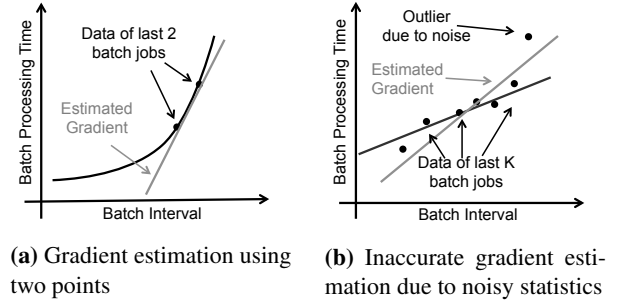 Batch Processing Time
Data of last 2
batch jobs
Estimated
Gradient
Batch Interval
(a) Gradient estimation using
two points
Batch Processing Time
Outlier
due to noise
Estimated
Gradient
Data of last K
batch jobs
Batch Interval
(b) Inaccurate gradient esti-
mation due to noisy statistics